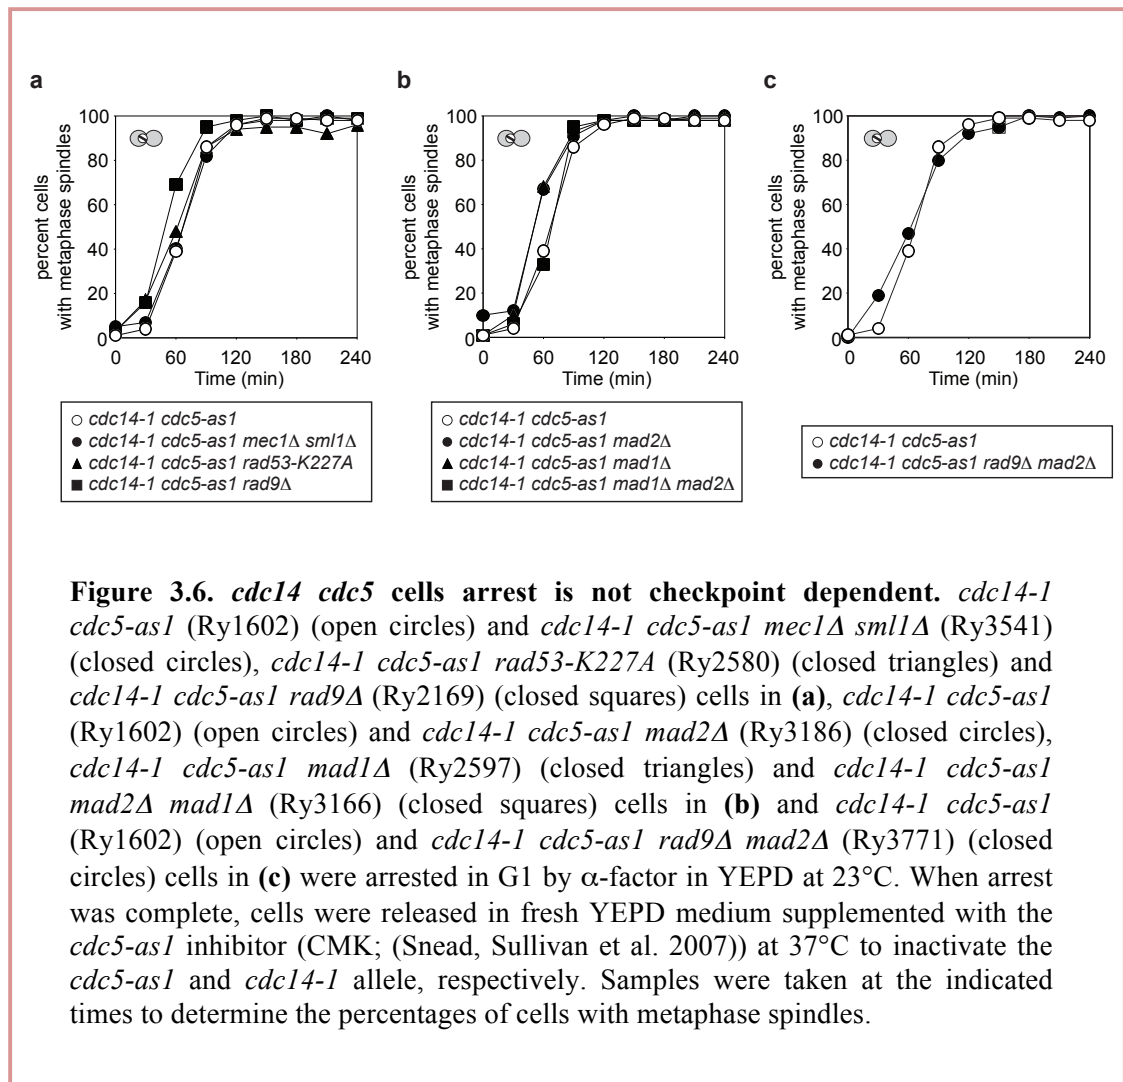 a
b
c
percent cells
with metaphase spindles
100
80
60
40
20
0
0 60 120 180 240
Time (min)
percent cells
with metaphase spindles
100
80
60
40
20
0
0 60 120 180 240
Time (min)
percent cells
with metaphase spindles
100
80
60
40
20
0
0 60 120 180 240
Time (min)
cdc14-1 cdc5-as1
cdc14-1 cdc5-as1 mec1Δ sml1Δ
cdc14-1 cdc5-as1 rad53-K227A
cdc14-1 cdc5-as1 rad9Δ
cdc14-1 cdc5-as1
cdc14-1 cdc5-as1 mad2Δ
cdc14-1 cdc5-as1 mad1Δ
cdc14-1 cdc5-as1 mad1Δ mad2Δ
cdc14-1 cdc5-as1
cdc14-1 cdc5-as1 rad9Δ mad2Δ
Figure 3.6. cdc14 cdc5 cells arrest is not checkpoint dependent. cdc14-1
cdc5-as1 (Ry1602) (open circles) and cdc14-1 cdc5-as1 mec1Δ sml1Δ (Ry3541)
(closed circles), cdc14-1 cdc5-as1 rad53-K227A (Ry2580) (closed triangles) and
cdc14-1 cdc5-as1 rad9Δ (Ry2169) (closed squares) cells in (a), cdc14-1 cdc5-as1
(Ry1602) (open circles) and cdc14-1 cdc5-as1 mad2Δ (Ry3186) (closed circles),
cdc14-1 cdc5-as1 mad1Δ (Ry2597) (closed triangles) and cdc14-1 cdc5-as1
mad2Δ mad1Δ (Ry3166) (closed squares) cells in (b) and cdc14-1 cdc5-as1
(Ry1602) (open circles) and cdc14-1 cdc5-as1 rad9Δ mad2Δ (Ry3771) (closed
circles) cells in (c) were arrested in G1 by α-factor in YEPD at 23°C. When arrest
was complete, cells were released in fresh YEPD medium supplemented with the
cdc5-as1 inhibitor (CMK; (Snead, Sullivan et al. 2007)) at 37°C to inactivate the
cdc5-as1 and cdc14-1 allele, respectively. Samples were taken at the indicated
times to determine the percentages of cells with metaphase spindles.